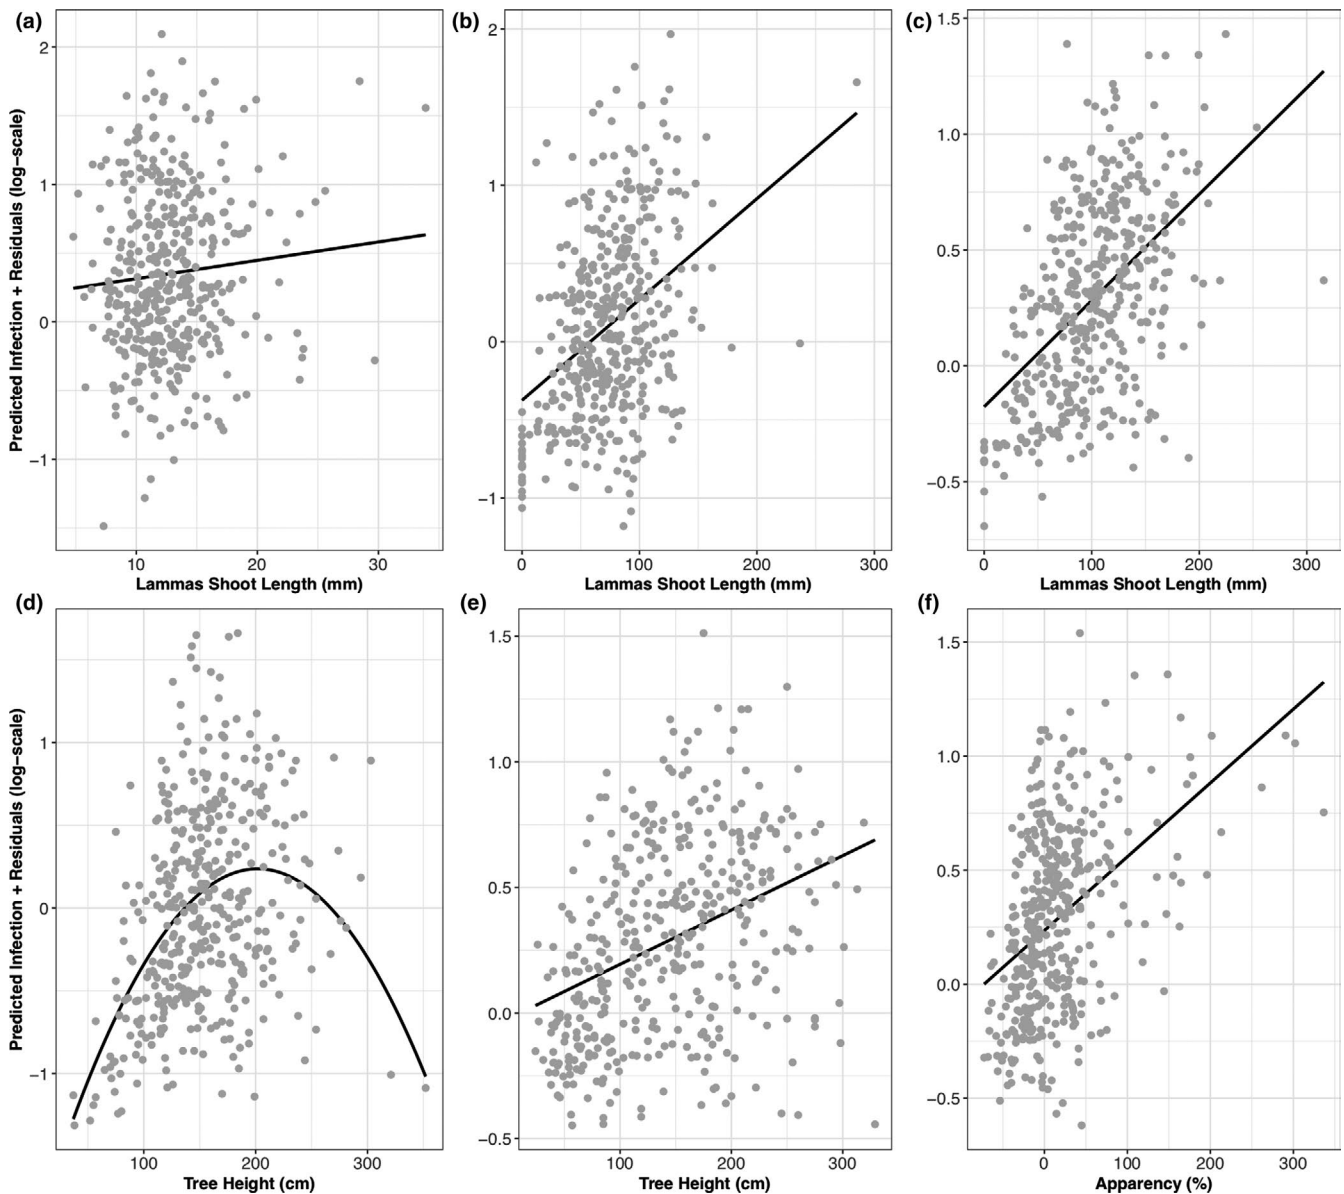 (a) (b) (c)
Predicted Infection + Residuals (log−scale)
2
1
0
−1
10 20 30
Lammas Shoot Length (mm)
2
1
0
−1
0 100 200 300
Lammas Shoot Length (mm)
1.5
1.0
0.5
0.0
−0.5
0 100 200 300
Lammas Shoot Length (mm)
(d) (e) (f)
Predicted Infection + Residuals (log−scale)
1
0
−1
100 200 300
Tree Height (cm)
1.5
1.0
0.5
0.0
−0.5
100 200 300
Tree Height (cm)
1.5
1.0
0.5
0.0
−0.5
0 100 200 300
Apparency (%)